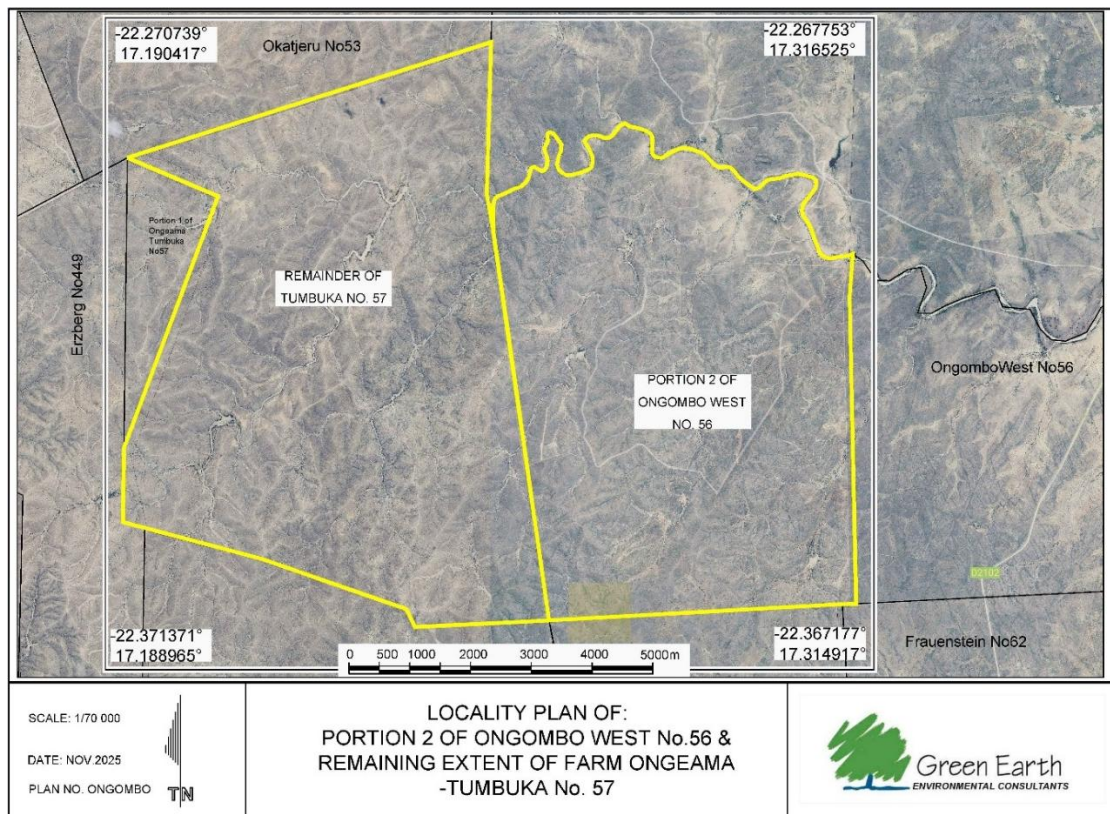 -22.270739°
17.190417°
Okatjeru No53
-22.267753°
17.316525°
Portion 1 of
Ongeama
Tumbuka
No57
Erzberg No449
REMAINDER OF
TUMBUKA NO. 57
PORTION 2 OF
ONGOMBO WEST
NO. 56
OngomboWest No56
D2102
-22.371371°
17.188965°
0 500 1000 2000 3000 4000 5000m
-22.367177°
17.314917°
Frauenstein No62
SCALE: 1/70 000
DATE: NOV.2025
PLAN NO. ONGOMBO
TN
LOCALITY PLAN OF:
PORTION 2 OF ONGOMBO WEST No.56 &
REMAINING EXTENT OF FARM ONGEAMA
-TUMBUKA No. 57
Green Earth
ENVIRONMENTAL CONSULTANTS